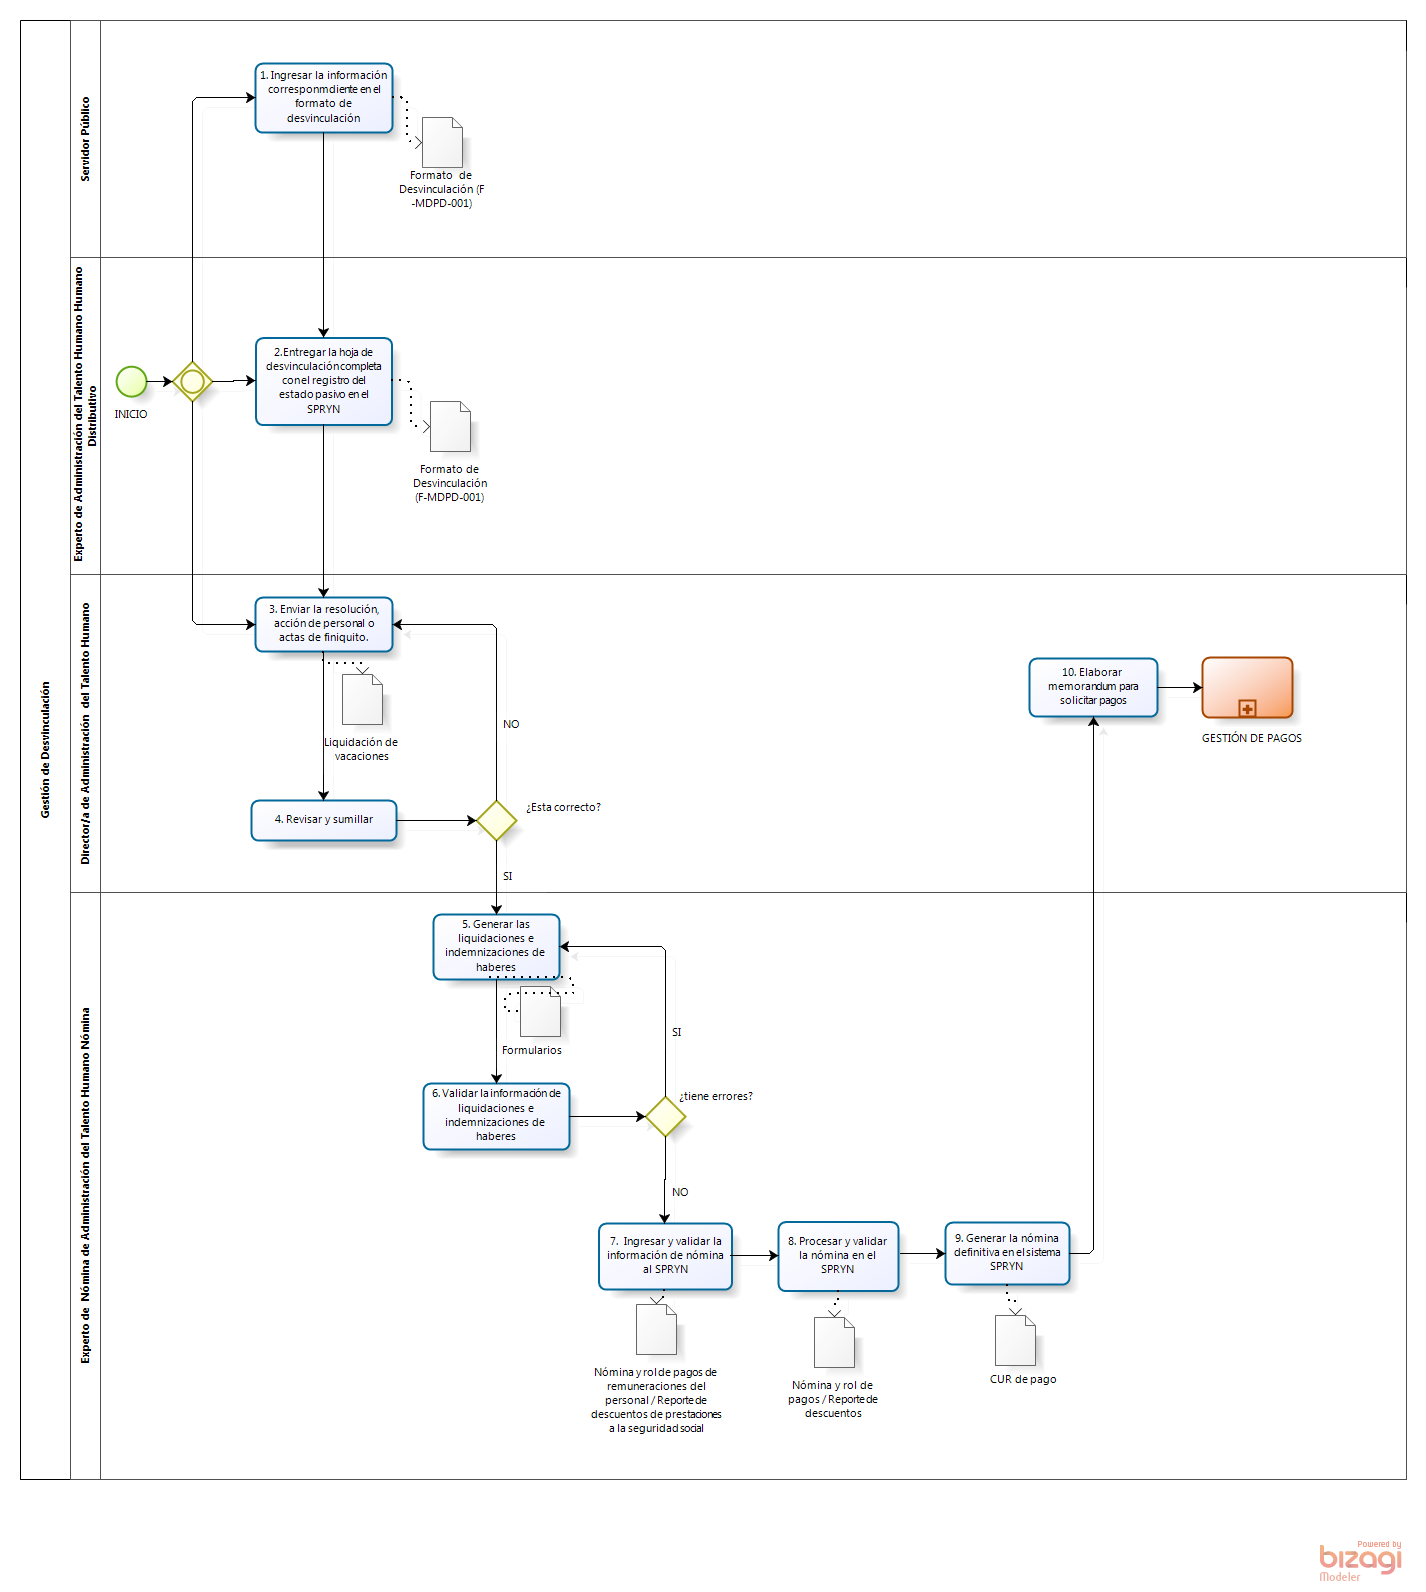 Gestión de Desvinculación
Servidor Público
1. Ingresar la información
corresponmdiente en el
formato de
desvinculación
Formato de
Desvinculación (F
-MDPD-001)
Experto de Administración del Talento Humano Humano
Distributivo
INICIO
2.Entregar la hoja de
desvinculación completa
con el registro del
estado pasivo en el
SPRYN
Formato de
Desvinculación
(F-MDPD-001)
Director/a de Administración del Talento Humano
3. Enviar la resolución,
acción de personal o
actas de finiquito.
Liquidación de
vacaciones
NO
4. Revisar y sumillar
¿Esta correcto?
SI
10. Elaborar
memorandum para
solicitar pagos
GESTIÓN DE PAGOS
Experto de Nómina de Administración del Talento Humano Nómina
5. Generar las
liquidaciones e
indemnizaciones de
haberes
Formularios
SI
6. Validar la información de
liquidaciones e
indemnizaciones de
haberes
¿tiene errores?
NO
7. Ingresar y validar la
información de nómina
al SPRYN
Nómina y rol de pagos de
remuneraciones del
personal / Reporte de
descuentos de prestaciones
a la seguridad social
8. Procesar y validar
la nómina en el
SPRYN
Nómina y rol de
pagos / Reporte de
descuentos
9. Generar la nómina
definitiva en el sistema
SPRYN
CUR de pago
Powered by
bizagi
Modeler